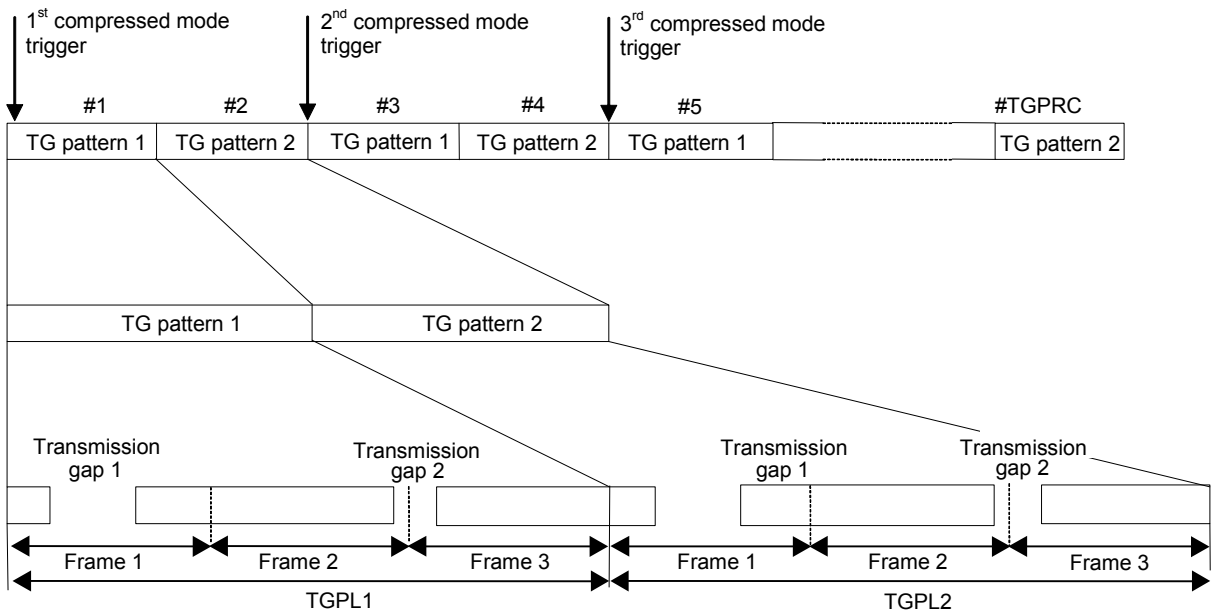 1st compressed mode
trigger
2nd compressed mode
trigger
3rd compressed mode
trigger
#1
#2
#3
#4
#5
#TGPRC
TG pattern 1
TG pattern 2
TG pattern 1
TG pattern 2
TG pattern 1
TG pattern 2
TG pattern 1
TG pattern 2
Transmission
gap 1
Transmission
gap 2
Transmission
gap 1
Transmission
gap 2
Frame 1
Frame 2
Frame 3
Frame 1
Frame 2
Frame 3
TGPL1
TGPL2